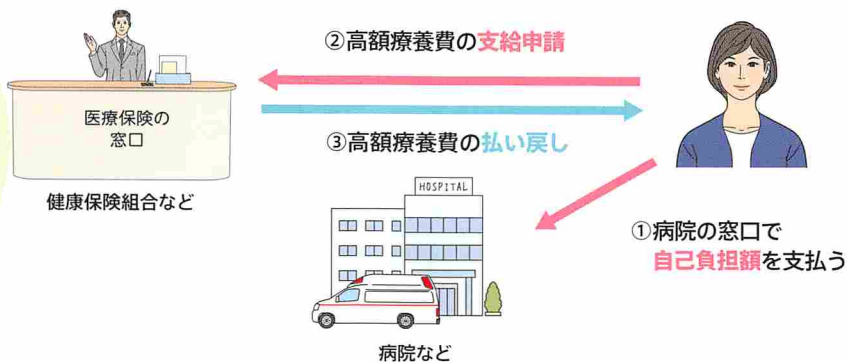 ②高額療養費の支給申請
医療保険の
窓口
③高額療養費の払い戻し
健康保険組合など
HOSPITAL
①病院の窓口で
自己負担額を支払う
病院など